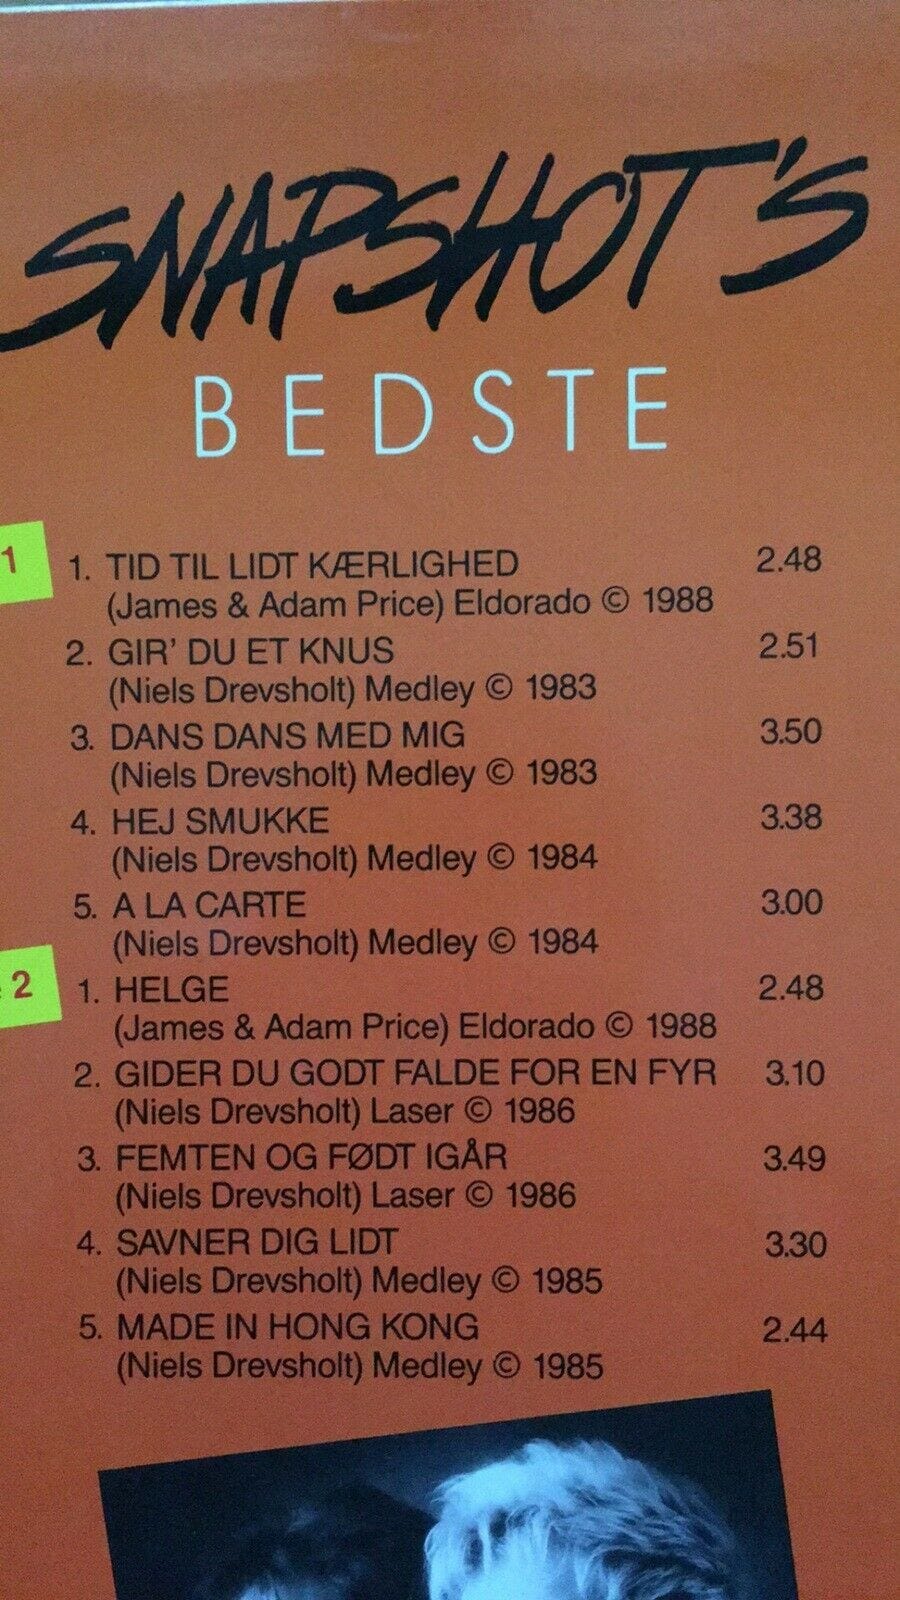 SNAPSHOT'S
BEDSTE
1
1. TID TIL LIDT KÆRLIGHED 2.48
(James & Adam Price) Eldorado © 1988
2. GIR' DU ET KNUS 2.51
(Niels Drevsholt) Medley © 1983
3. DANS DANS MED MIG 3.50
(Niels Drevsholt) Medley © 1983
4. HEJ SMUKKE 3.38
(Niels Drevsholt) Medley © 1984
5. A LA CARTE 3.00
(Niels Drevsholt) Medley © 1984
2
1. HELGE 2.48
(James & Adam Price) Eldorado © 1988
2. GIDER DU GODT FALDE FOR EN FYR 3.10
(Niels Drevsholt) Laser © 1986
3. FEMTEN OG FØDT IGÅR 3.49
(Niels Drevsholt) Laser © 1986
4. SAVNER DIG LIDT 3.30
(Niels Drevsholt) Medley © 1985
5. MADE IN HONG KONG 2.44
(Niels Drevsholt) Medley © 1985